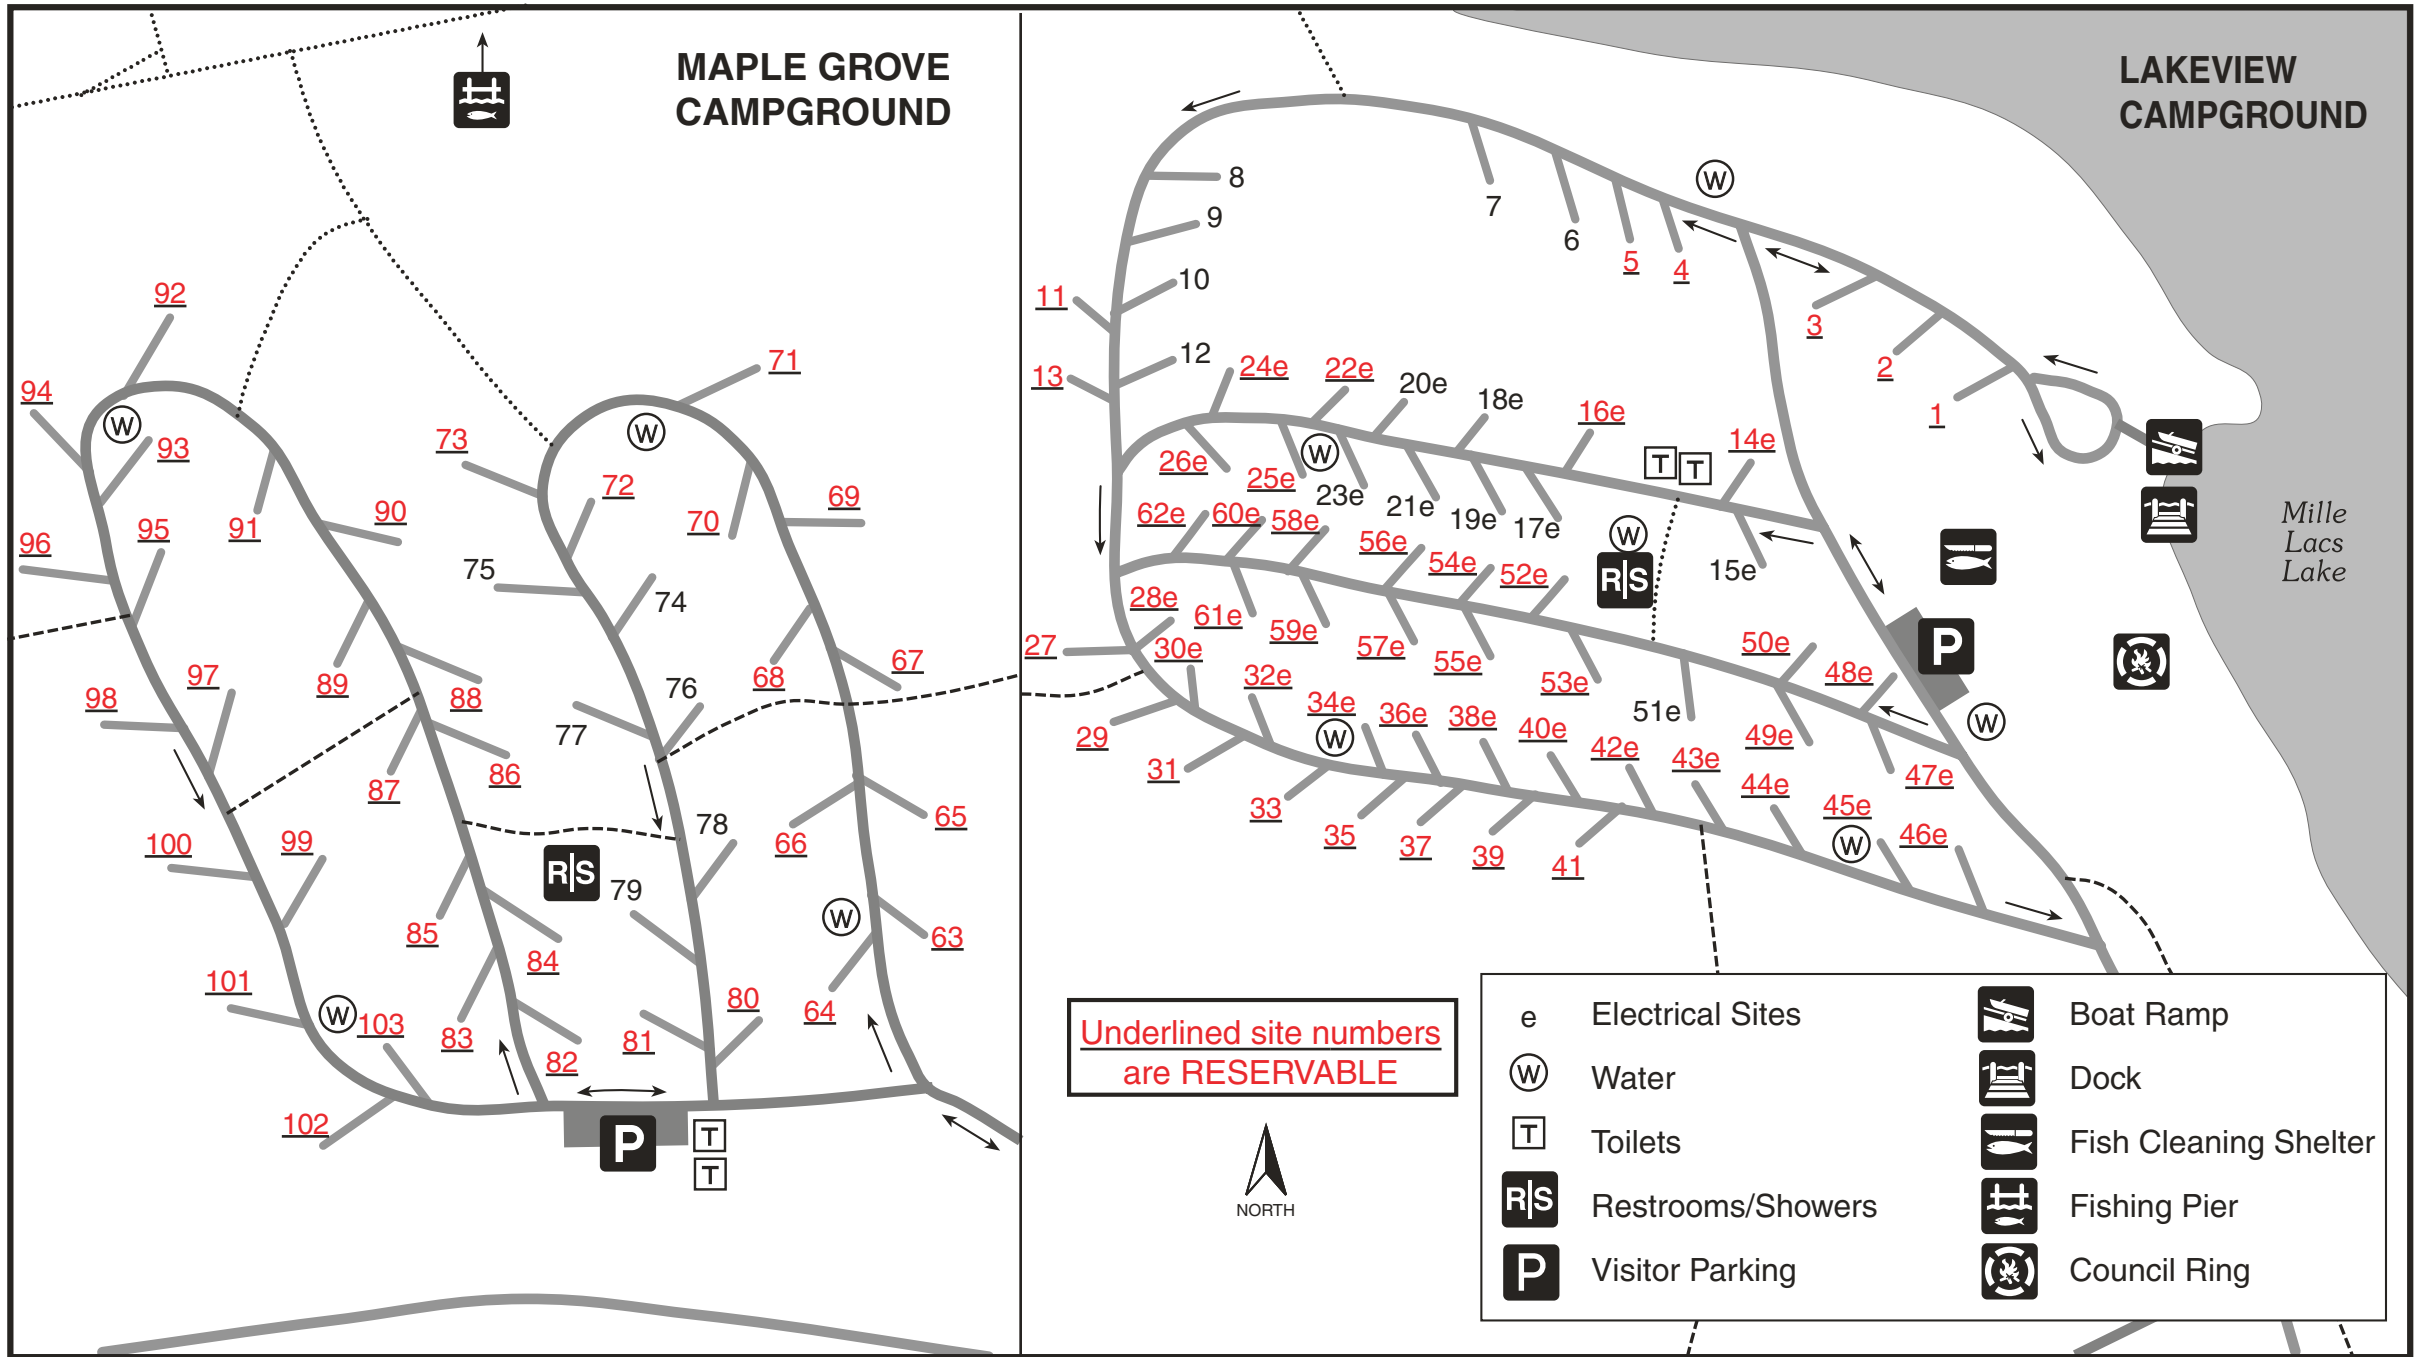 MAPLE GROVE
CAMPGROUND
92
94
93
96
95
91
90
73
72
71
70
69
75
74
97
98
89
88
76
77
68
67
87
86
100
99
R|S
78
79
66
65
85
84
63
101
103
83
82
81
80
64
102
P
T
T
W
W
W
W
LAKEVIEW
CAMPGROUND
8
9
10
11
12
13
7
6
5
4
3
2
1
W
24e
22e
20e
18e
16e
14e
T
T
26e
25e
W
23e
21e
19e
17e
15e
Mille
Lacs
Lake
62e
60e
58e
56e
54e
52e
W
R|S
28e
61e
59e
57e
55e
53e
51e
50e
48e
P
W
27
30e
32e
34e
36e
38e
40e
42e
43e
49e
47e
29
31
W
33
35
37
39
41
44e
45e
W
46e
Underlined site numbers
are RESERVABLE
NORTH
e Electrical Sites
W Water
T Toilets
R|S Restrooms/Showers
P Visitor Parking
Boat Ramp
Dock
Fish Cleaning Shelter
Fishing Pier
Council Ring